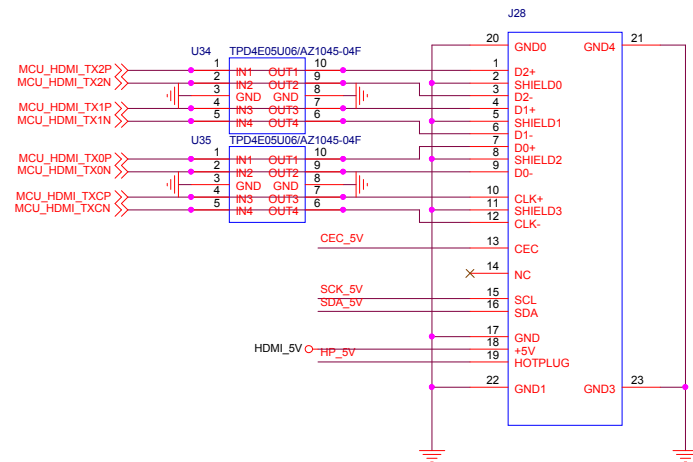 J28
U34 TPD4E05U06/AZ1045-04F
20 GND0 GND4 21
MCU_HDMI_TX2P 1 IN1 OUT1 10 1 D2+
MCU_HDMI_TX2N 2 IN2 OUT2 9 2 SHIELD0
3 GND GND 8 3 D2-
MCU_HDMI_TX1P 4 IN3 OUT3 7 4 D1+
MCU_HDMI_TX1N 5 IN4 OUT4 6 5 SHIELD1
6 D1-
U35 TPD4E05U06/AZ1045-04F
7 D0+
MCU_HDMI_TX0P 1 IN1 OUT1 10 8 SHIELD2
MCU_HDMI_TX0N 2 IN2 OUT2 9 9 D0-
3 GND GND 8
MCU_HDMI_TXCP 4 IN3 OUT3 7 10 CLK+
MCU_HDMI_TXCN 5 IN4 OUT4 6 11 SHIELD3
12 CLK-
CEC_5V 13 CEC
14 NC
SCK_5V 15 SCL
SDA_5V 16 SDA
17 GND
HDMI_5V 18 +5V
HP_5V 19 HOTPLUG
22 GND1 GND3 23